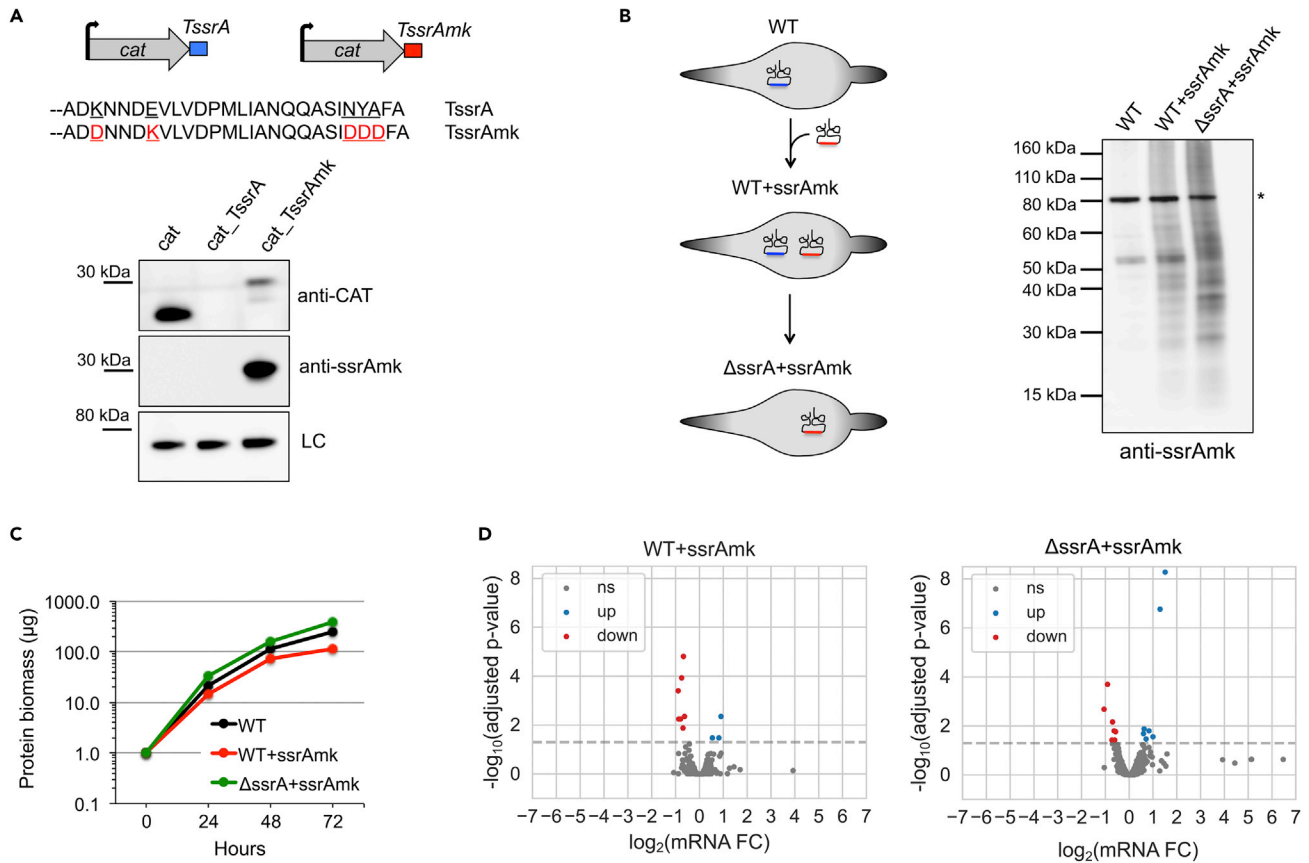 A
TssrA
TssrAmk
cat
cat
--ADKNNDEVLVDPMLIANQQASINYAFA TssrA
--ADDNNDKVLVDPMLIANQQASIDDDFA TssrAmk
cat
cat_TssrA
cat_TssrAmk
30 kDa
anti-CAT
30 kDa
anti-ssrAmk
80 kDa
LC
B
WT
WT+ssrAmk
ΔssrA+ssrAmk
WT
WT+ssrAmk
ΔssrA+ssrAmk
160 kDa
110 kDa
80 kDa
*
60 kDa
50 kDa
40 kDa
30 kDa
15 kDa
anti-ssrAmk
C
Protein biomass (µg)
1000.0
100.0
10.0
1.0
0.1
WT
WT+ssrAmk
ΔssrA+ssrAmk
0 24 48 72
Hours
D
WT+ssrAmk
-log10(adjusted p-value)
8
6
4
2
0
ns
up
down
−7 −6 −5 −4 −3 −2 −1 0 1 2 3 4 5 6 7
log2(mRNA FC)
ΔssrA+ssrAmk
-log10(adjusted p-value)
8
6
4
2
0
ns
up
down
−7 −6 −5 −4 −3 −2 −1 0 1 2 3 4 5 6 7
log2(mRNA FC)